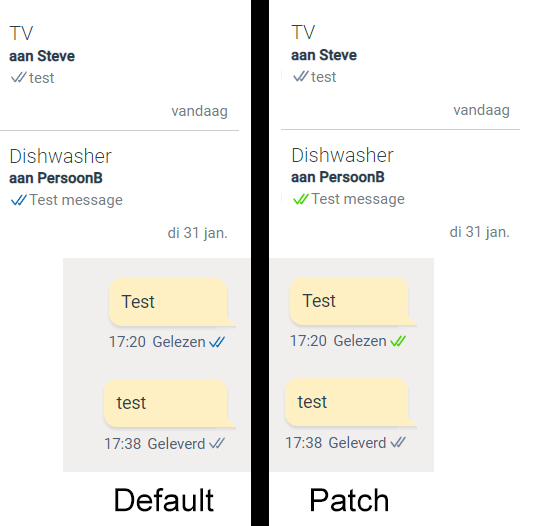 TV
aan Steve
test
vandaag
Dishwasher
aan PersoonB
Test message
di 31 jan.
Test
17:20 Gelezen
test
17:38 Geleverd
Default
TV
aan Steve
test
vandaag
Dishwasher
aan PersoonB
Test message
di 31 jan.
Test
17:20 Gelezen
test
17:38 Geleverd
Patch